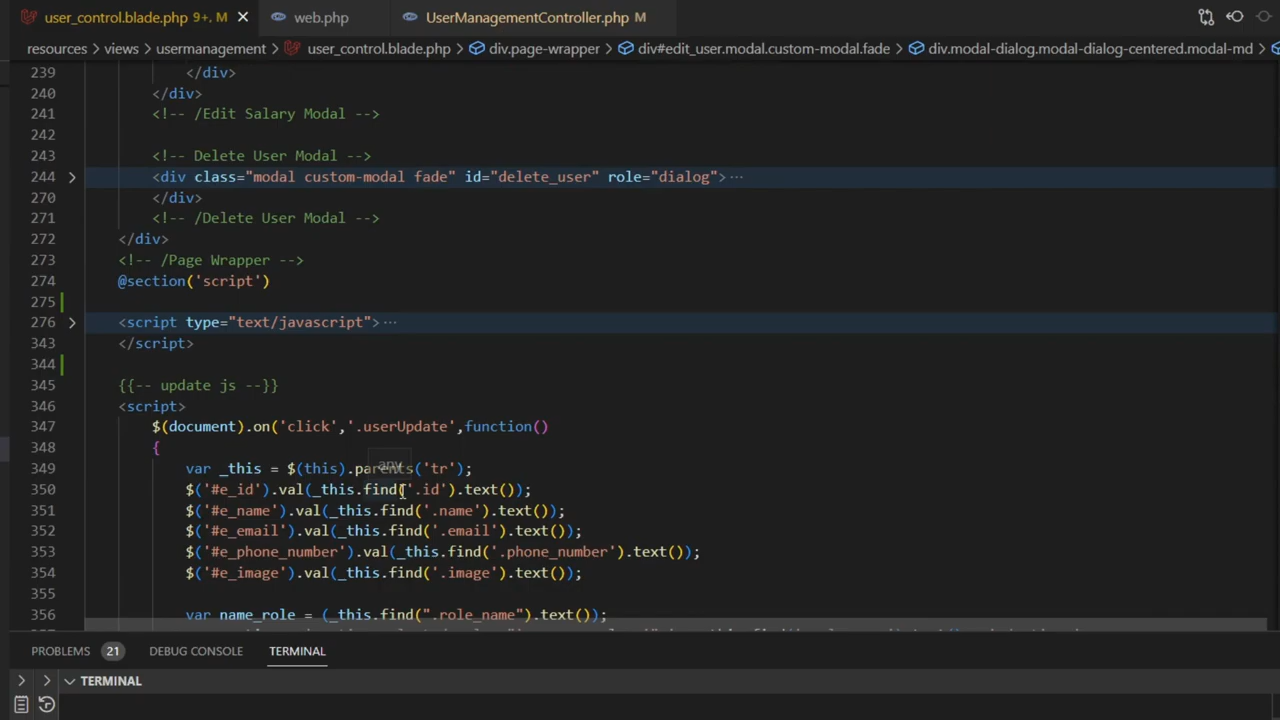 user_control.blade.php 9+, M
web.php
UserManagementController.php M
resources > views > usermanagement > user_control.blade.php > div.page-wrapper > div#edit_user.modal.custom-modal.fade > div.modal-dialog.modal-dialog-centered.modal-md >
239 </div>
240 </div>
241 <!-- /Edit Salary Modal -->
242
243 <!-- Delete User Modal -->
244 <div class="modal custom-modal fade" id="delete_user" role="dialog">...
270 </div>
271 <!-- /Delete User Modal -->
272 </div>
273 <!-- /Page Wrapper -->
274 @section('script')
275
276 <script type="text/javascript">...
343 </script>
344
345 {{-- update js --}}
346 <script>
347 $(document).on('click','.userUpdate',function()
348 {
349 var _this = $(this).parents('tr');
350 $('#e_id').val(_this.find('.id').text());
351 $('#e_name').val(_this.find('.name').text());
352 $('#e_email').val(_this.find('.email').text());
353 $('#e_phone_number').val(_this.find('.phone_number').text());
354 $('#e_image').val(_this.find('.image').text());
355
356 var name_role = (_this.find(".role_name").text());
PROBLEMS 21 DEBUG CONSOLE TERMINAL
TERMINAL